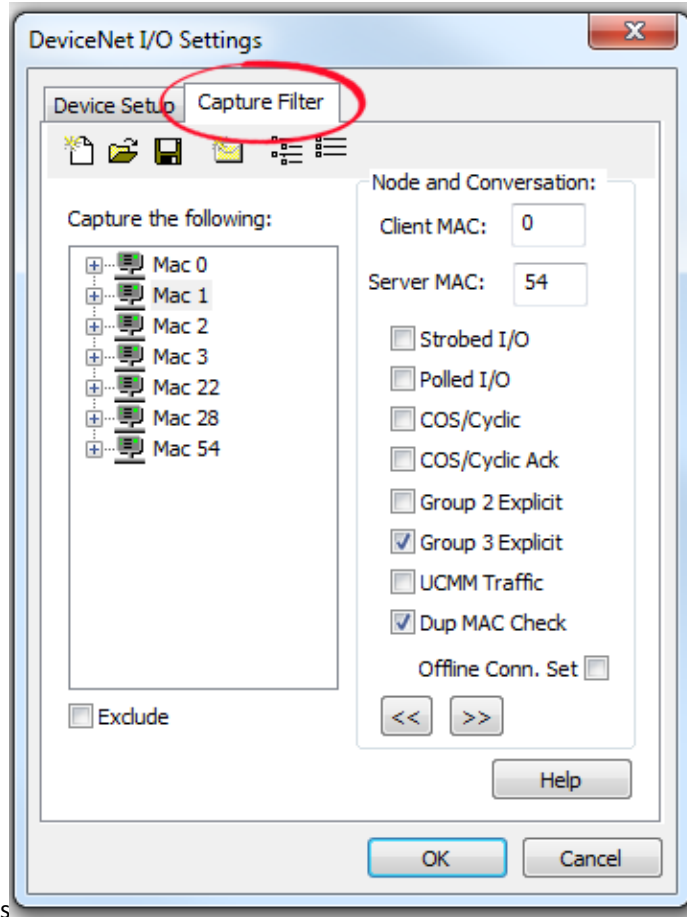 DeviceNet I/O Settings
X
Device Setup Capture Filter
Node and Conversation:
Capture the following:
Client MAC: 0
Mac 0
Server MAC: 54
Mac 1
Mac 2
Strobed I/O
Mac 3
Polled I/O
Mac 22
COS/Cyclic
Mac 28
COS/Cyclic Ack
Mac 54
Group 2 Explicit
Group 3 Explicit
UCMM Traffic
Dup MAC Check
Offline Conn. Set
Exclude
<< >>
Help
OK Cancel
s